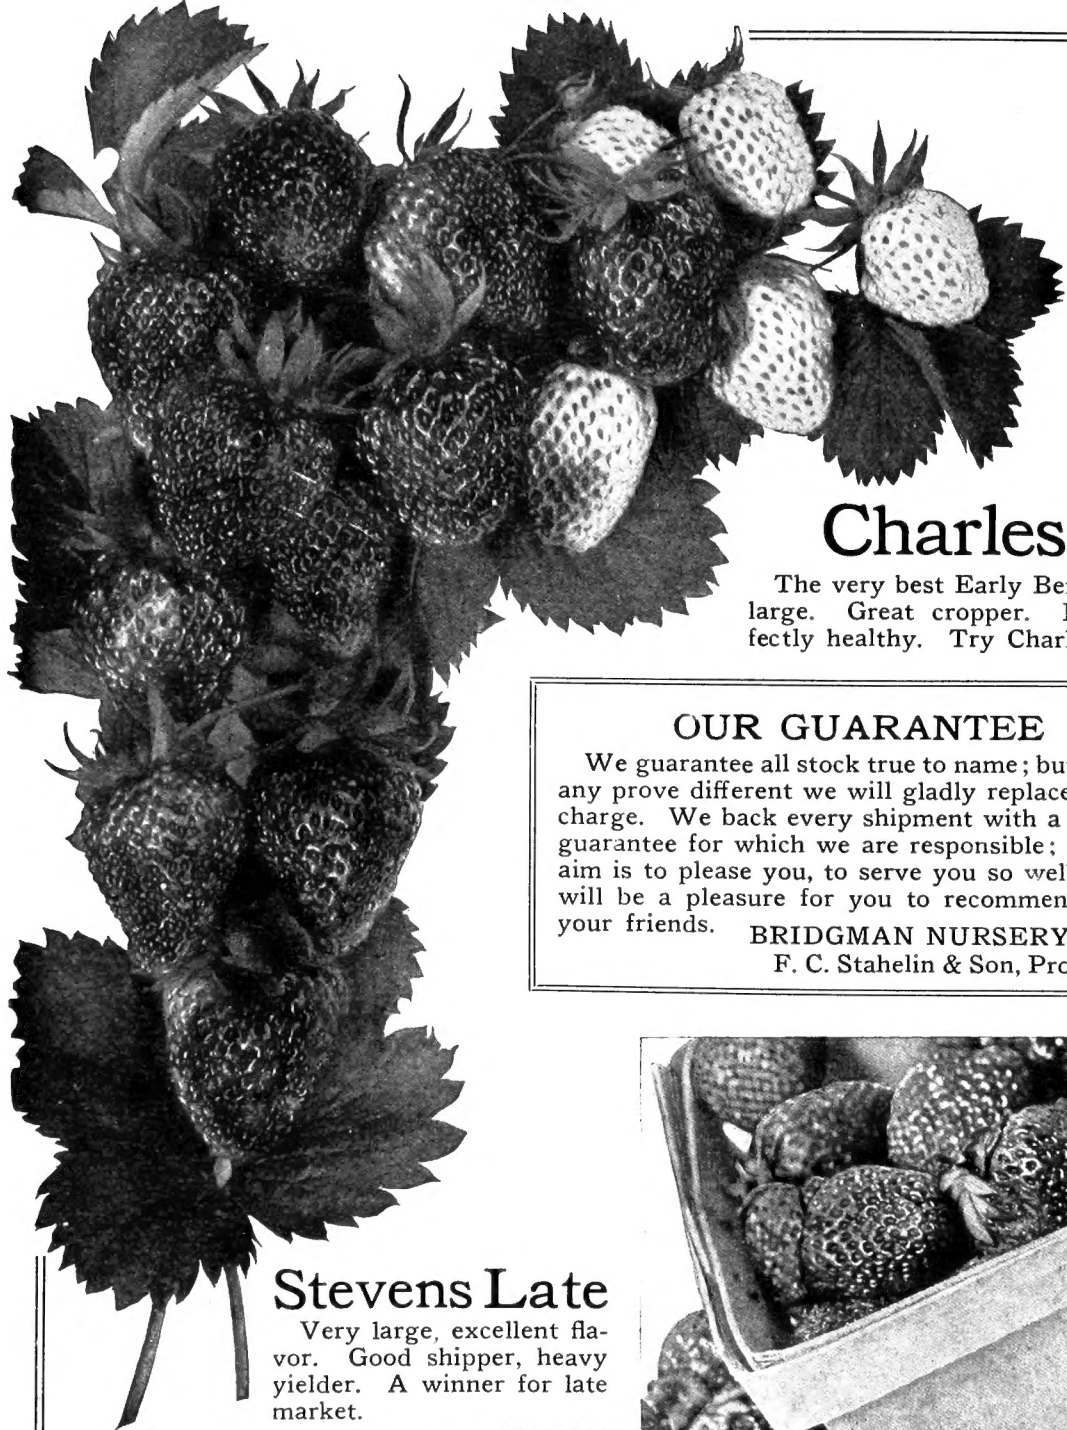 Charles
The very best Early Be
large. Great cropper.
fectly healthy. Try Charl
OUR GUARANTEE
We guarantee all stock true to name; but
any prove different we will gladly replace
charge. We back every shipment with a
guarantee for which we are responsible;
aim is to please you, to serve you so wel
will be a pleasure for you to recommen
your friends.
BRIDGMAN NURSERY
F. C. Stahelin & Son, Pro
Stevens Late
Very large, excellent fla-
vor. Good shipper, heavy
yielder. A winner for late
market.